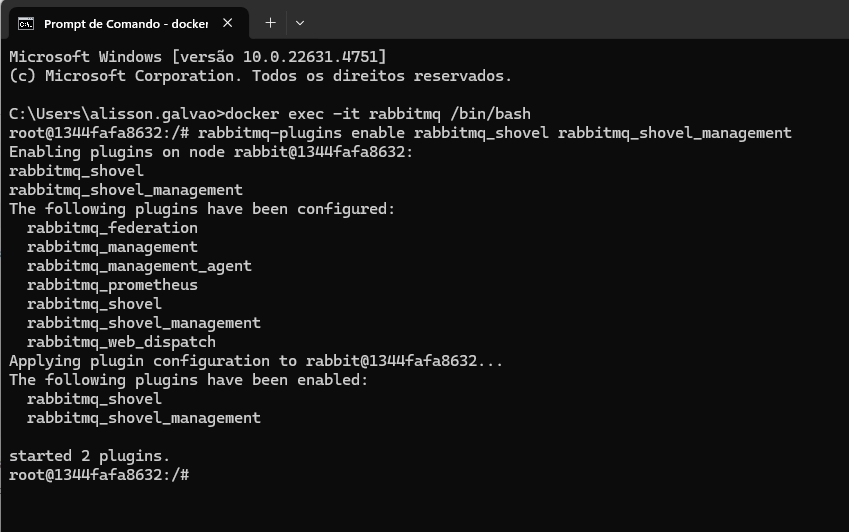 Prompt de Comando - docker
Microsoft Windows [versão 10.0.22631.4751]
(c) Microsoft Corporation. Todos os direitos reservados.
C:\Users\alisson.galvao>docker exec -it rabbitmq /bin/bash
root@1344fafa8632:/# rabbitmq-plugins enable rabbitmq_shovel rabbitmq_shovel_management
Enabling plugins on node rabbit@1344fafa8632:
rabbitmq_shovel
rabbitmq_shovel_management
The following plugins have been configured:
  rabbitmq_federation
  rabbitmq_management
  rabbitmq_management_agent
  rabbitmq_prometheus
  rabbitmq_shovel
  rabbitmq_shovel_management
  rabbitmq_web_dispatch
Applying plugin configuration to rabbit@1344fafa8632...
The following plugins have been enabled:
  rabbitmq_shovel
  rabbitmq_shovel_management
started 2 plugins.
root@1344fafa8632:/#